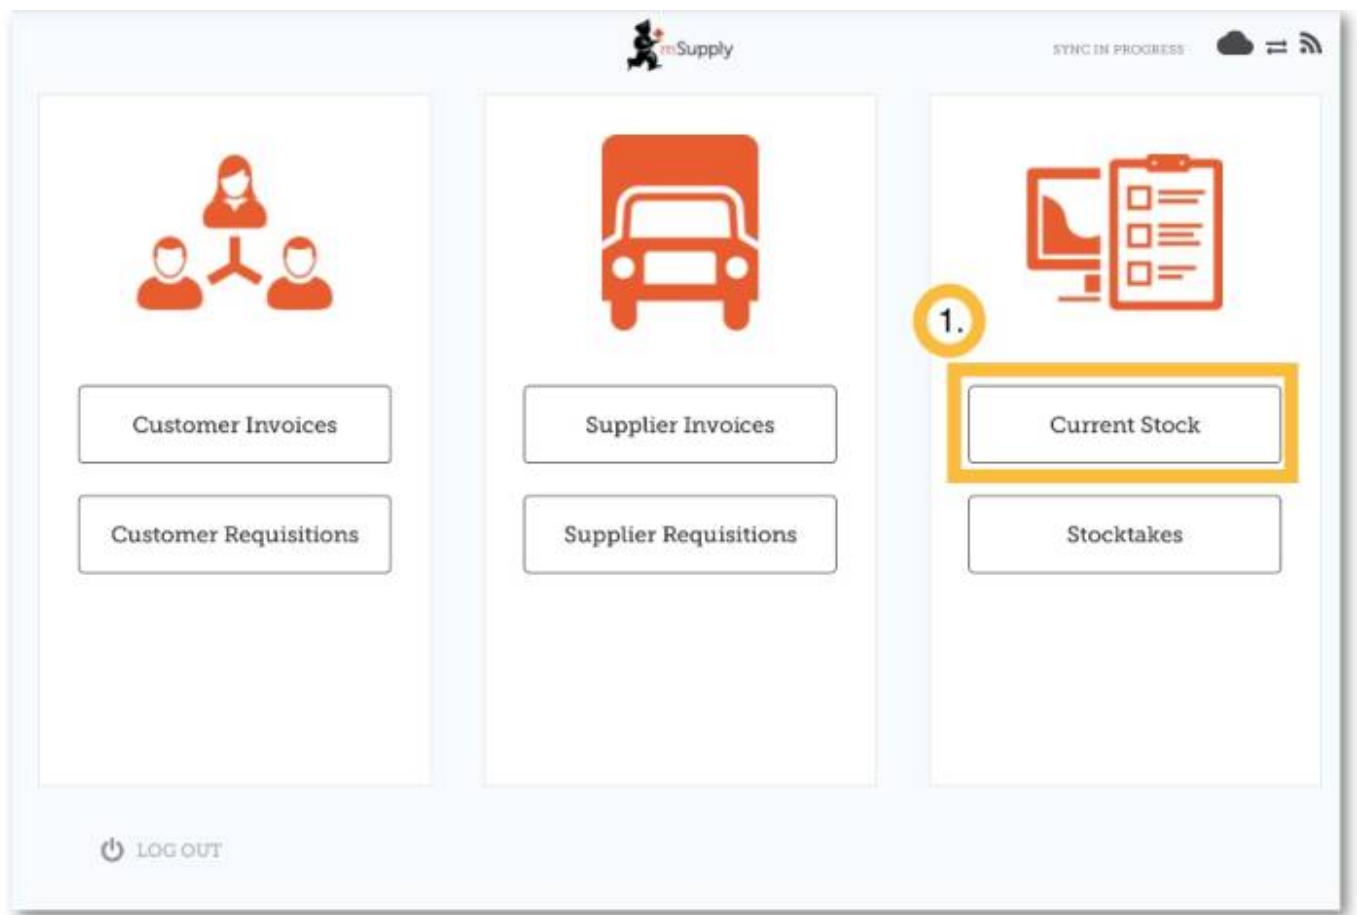 mSupply
SYNC IN PROGRESS
1.
Customer Invoices
Supplier Invoices
Current Stock
Customer Requisitions
Supplier Requisitions
Stocktakes
LOG OUT